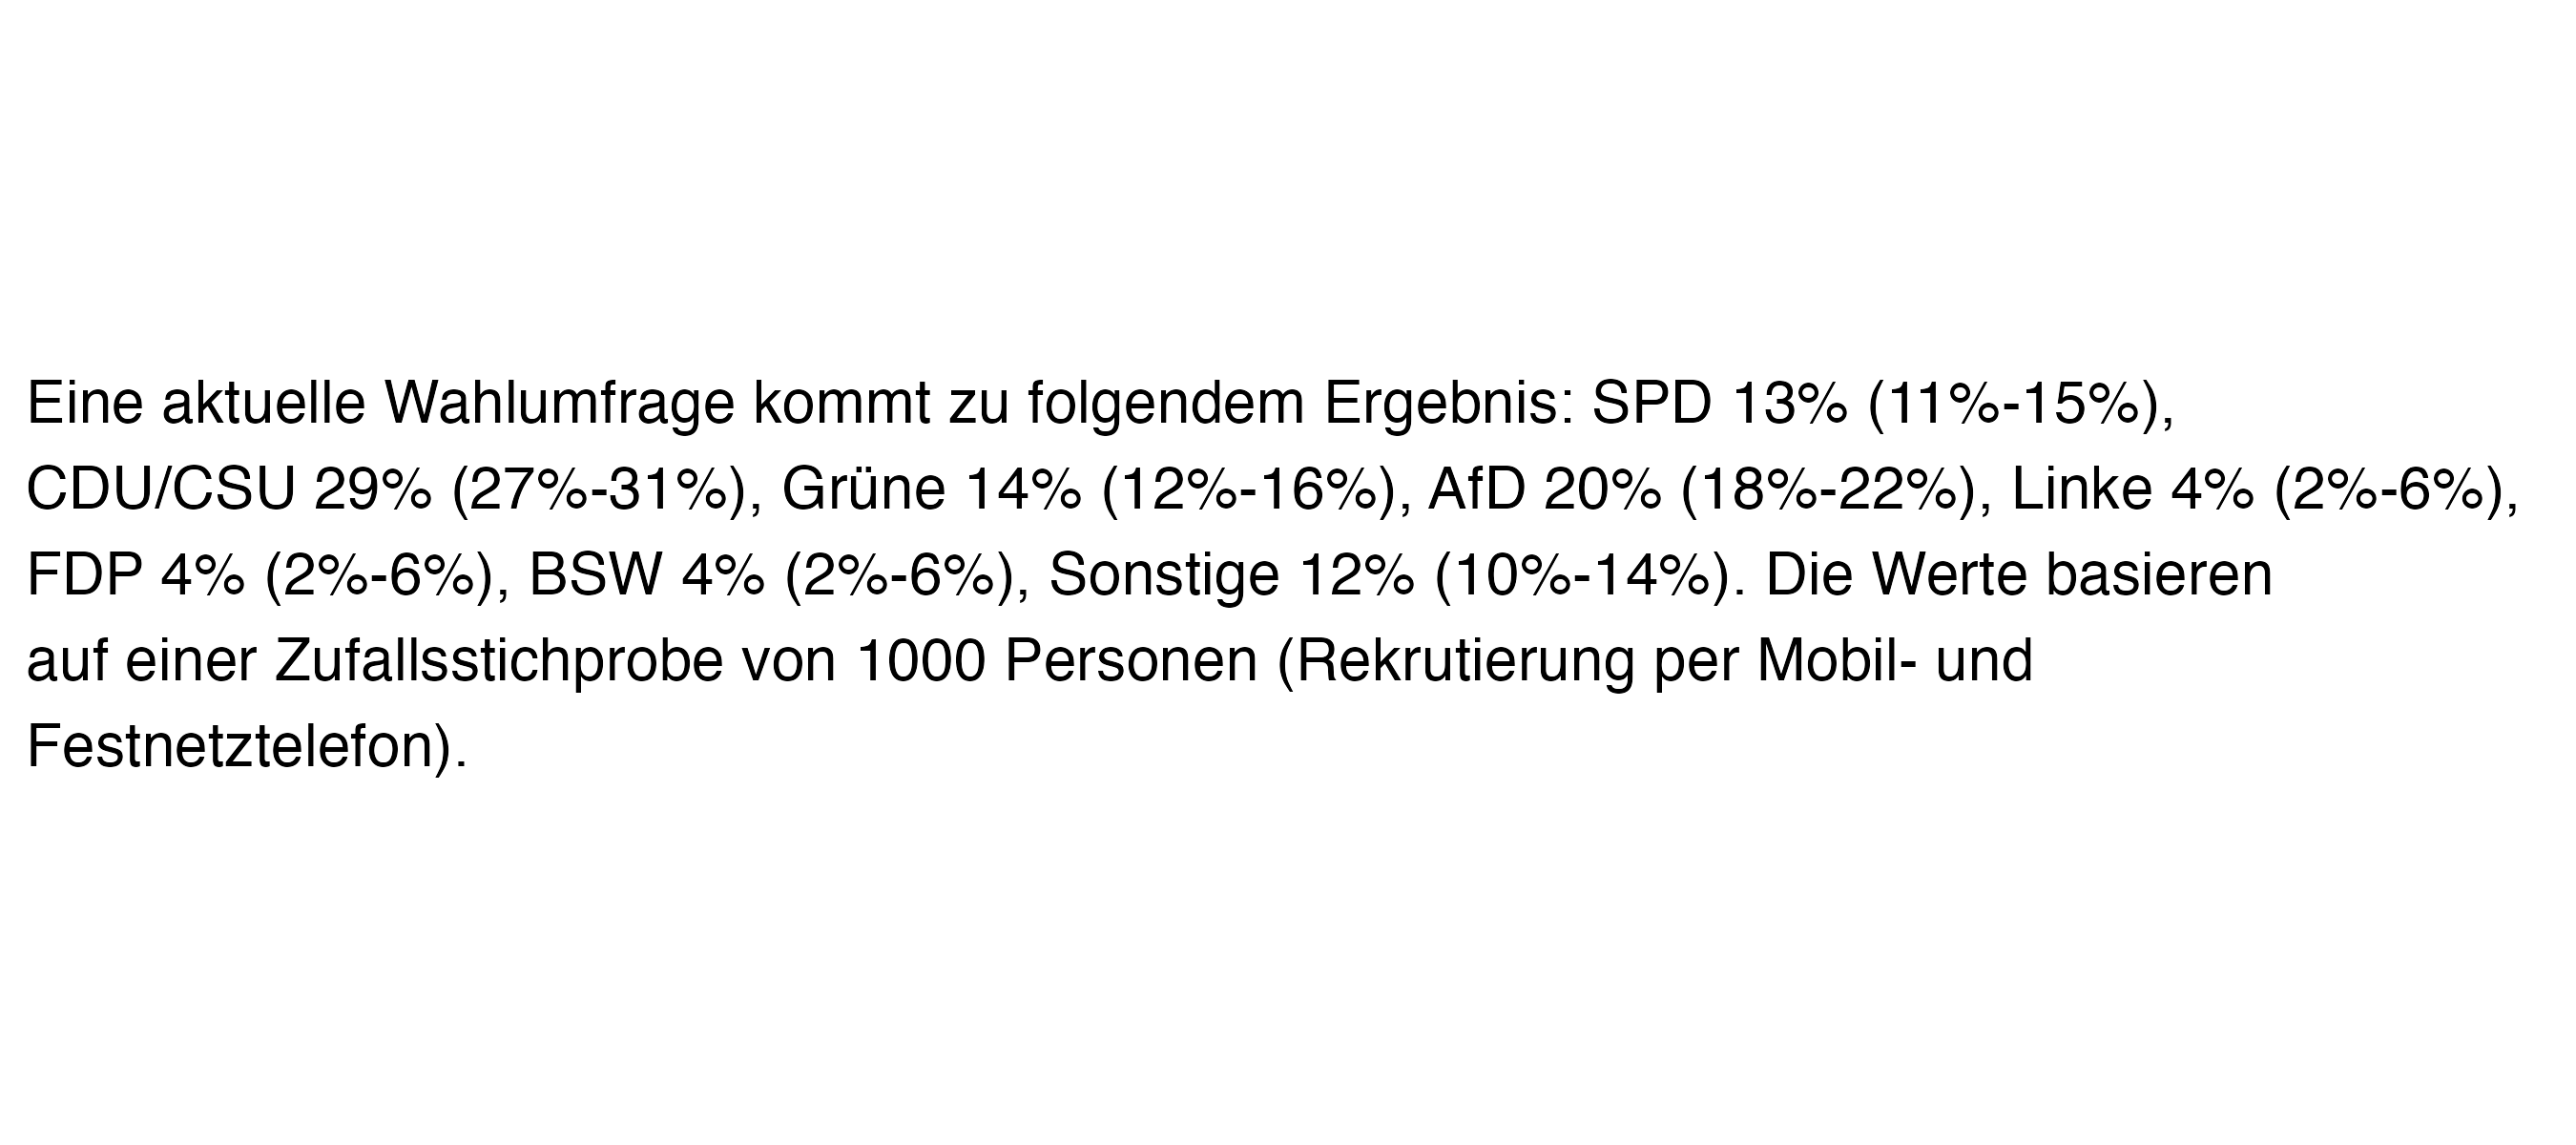 Eine aktuelle Wahlumfrage kommt zu folgendem Ergebnis: SPD 13% (11%-15%),
CDU/CSU 29% (27%-31%), Grüne 14% (12%-16%), AfD 20% (18%-22%), Linke 4% (2%-6%),
FDP 4% (2%-6%), BSW 4% (2%-6%), Sonstige 12% (10%-14%). Die Werte basieren
auf einer Zufallsstichprobe von 1000 Personen (Rekrutierung per Mobil- und
Festnetztelefon).